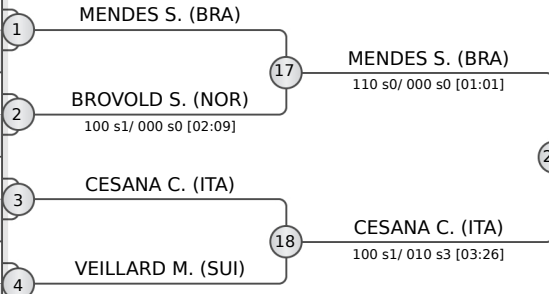 MENDES S. (BRA)
1
17
MENDES S. (BRA)
110 s0/ 000 s0 [01:01]
BROVOLD S. (NOR)
2
100 s1/ 000 s0 [02:09]
CESANA C. (ITA)
3
18
CESANA C. (ITA)
100 s1/ 010 s3 [03:26]
VEILLARD M. (SUI)
4